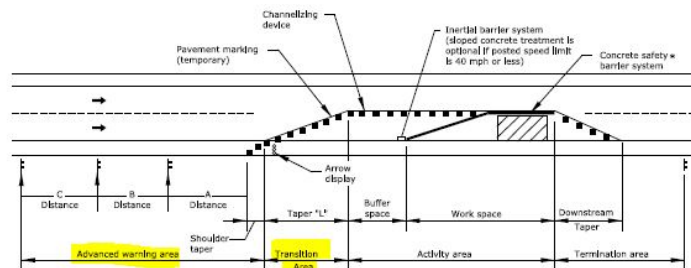 Channelizing
device
Pavement marking
(temporary)
Inertial barrier system
(sloped concrete treatment is
optional if posted speed limit
is 40 mph or less)
Concrete safety *
barrier system
Arrow
display
C
Distance
B
Distance
A
Distance
Shoulder
taper
Taper "L"
Buffer
space
Work space
Downstream
Taper
Advanced warning area
Transition
Area
Activity area
Termination area